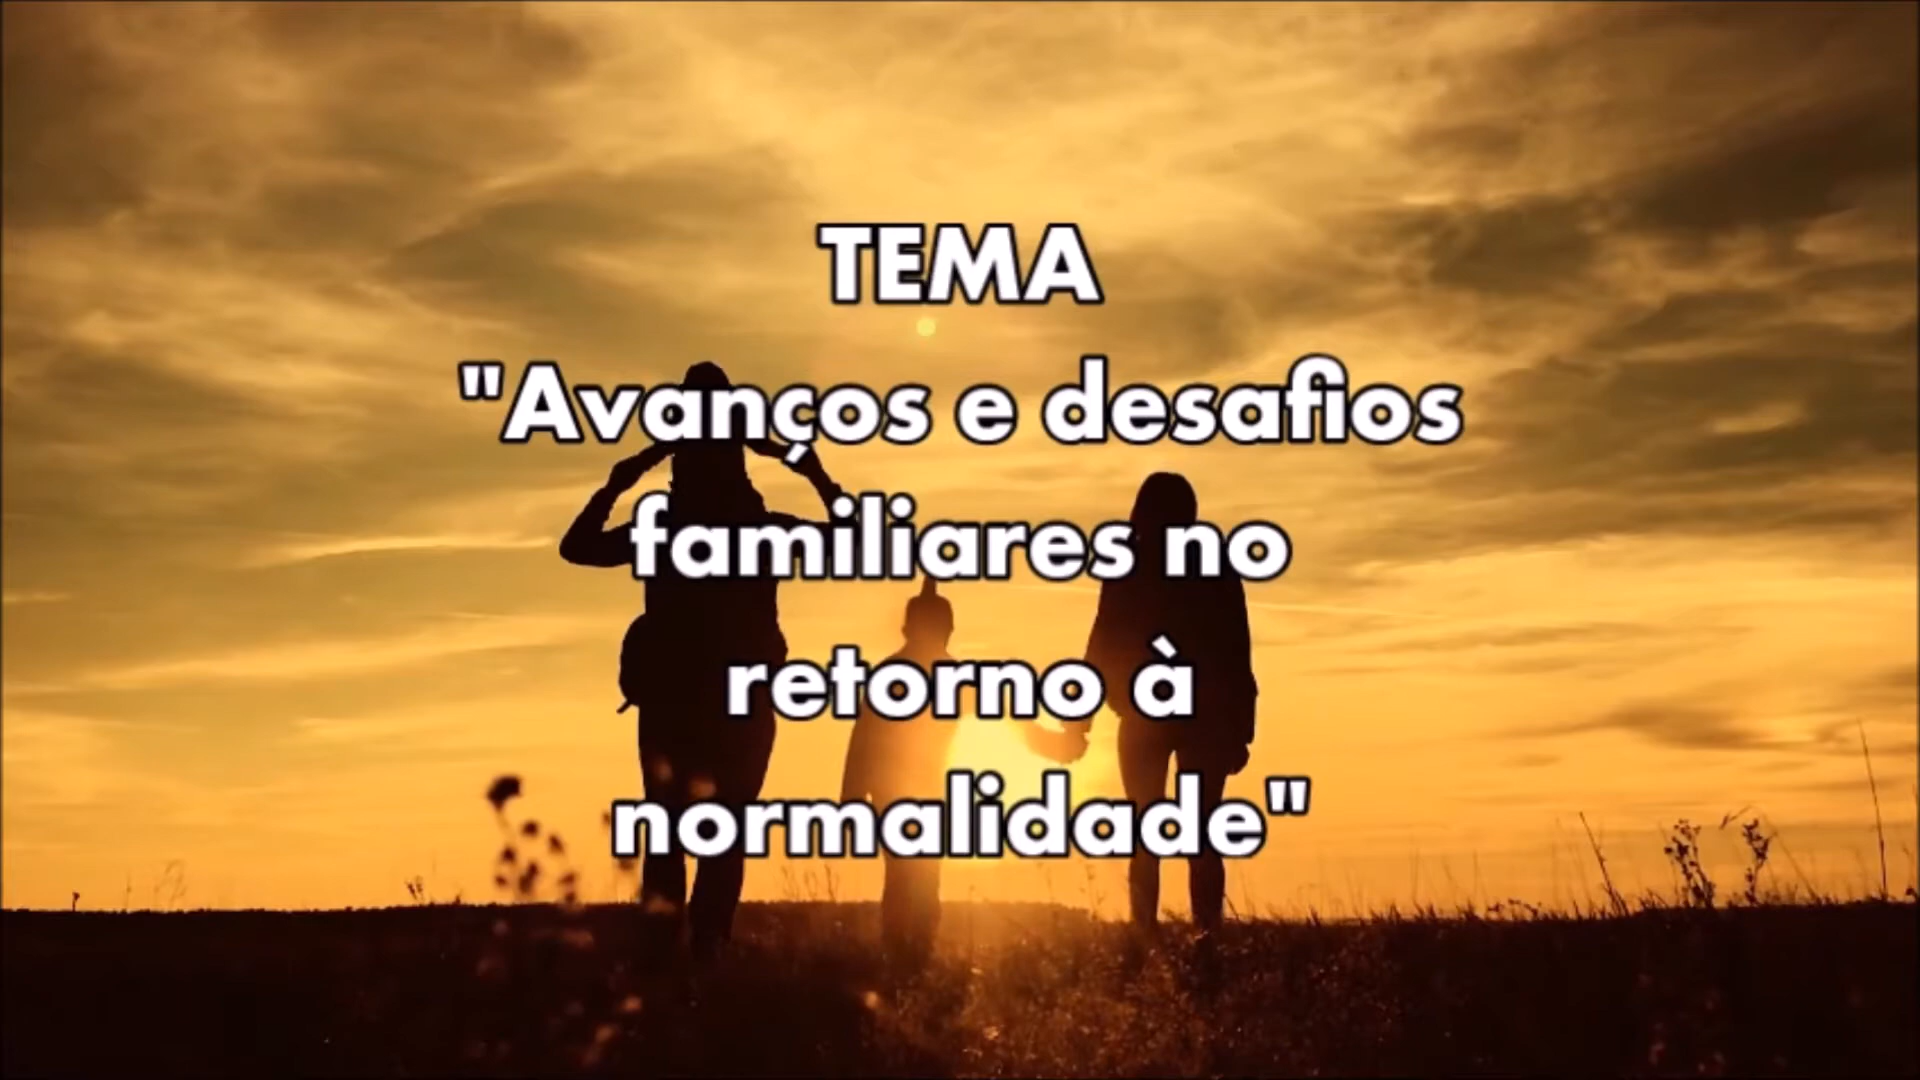 TEMA
"Avanços e desafios
familiares no
retorno à
normalidade"